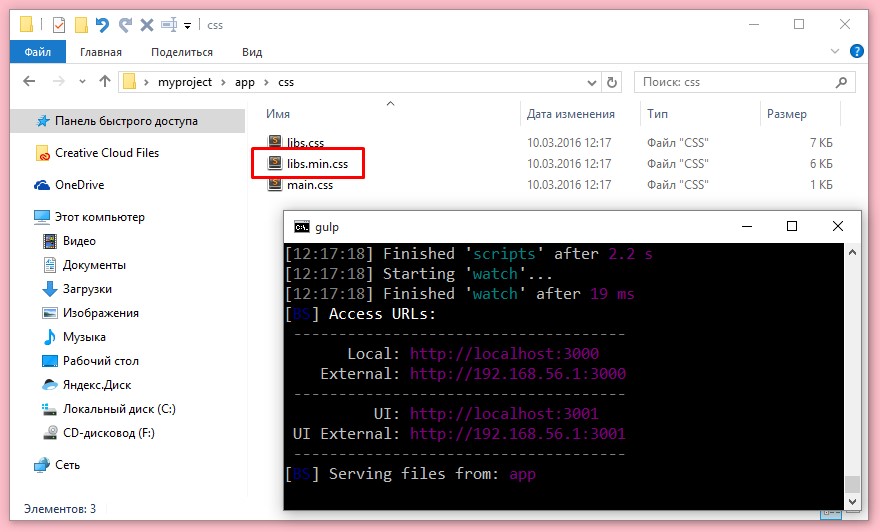 css
Файл Главная Поделиться Вид
myproject app css Поиск: css
Имя Дата изменения Тип Размер
Панель быстрого доступа
Creative Cloud Files
OneDrive
Этот компьютер
Видео
Документы
Загрузки
Изображения
Музыка
Рабочий стол
Яндекс.Диск
Локальный диск (C:)
CD-дисковод (F:)
Сеть
libs.css 10.03.2016 12:17 Файл "CSS" 7 КБ
libs.min.css 10.03.2016 12:17 Файл "CSS" 6 КБ
main.css 10.03.2016 12:17 Файл "CSS" 1 КБ
gulp
[12:17:18] Finished 'scripts' after 2.2 s
[12:17:18] Starting 'watch'...
[12:17:18] Finished 'watch' after 19 ms
[BS] Access URLs:
--------------------------------------
Local: http://localhost:3000
External: http://192.168.56.1:3000
--------------------------------------
UI: http://localhost:3001
UI External: http://192.168.56.1:3001
--------------------------------------
[BS] Serving files from: app
Элементов: 3